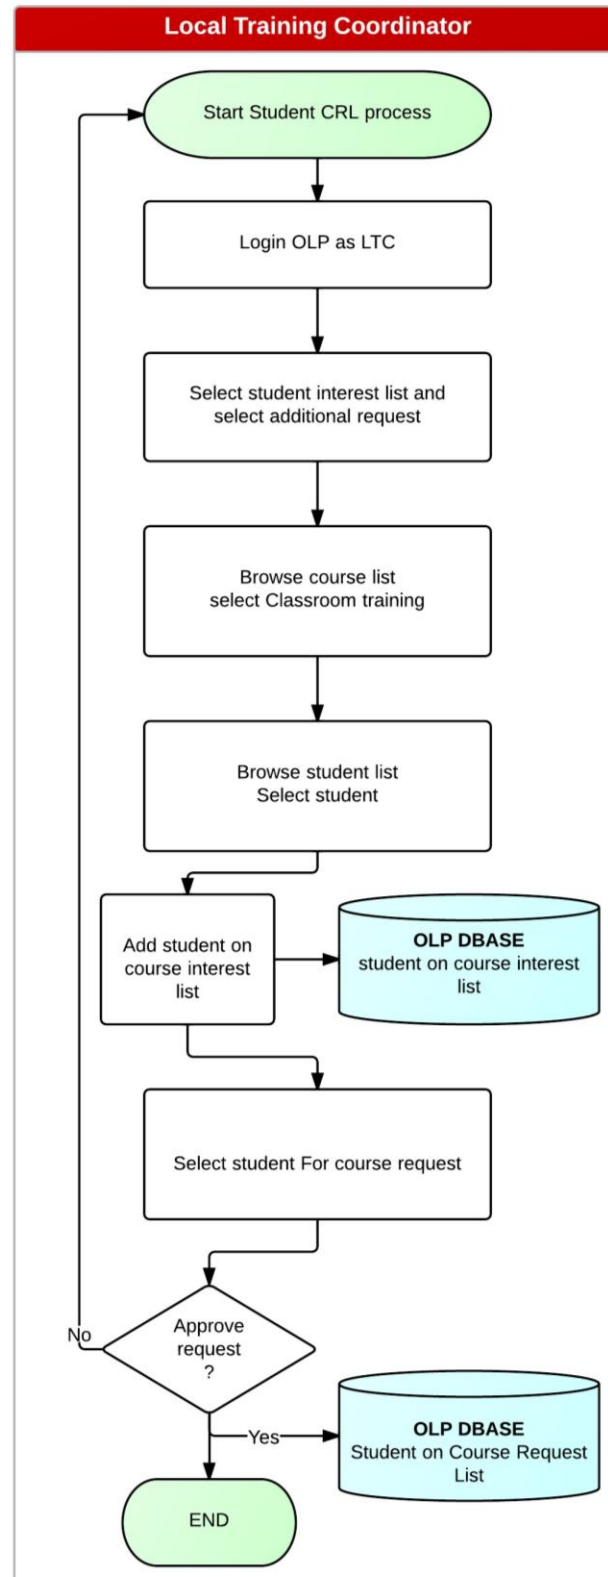 Local Training Coordinator
Start Student CRL process
Login OLP as LTC
Select student interest list and
select additional request
Browse course list
select Classroom training
Browse student list
Select student
Add student on
course interest
list
OLP DBASE
student on course interest
list
Select student For course request
Approve
request
?
No
Yes
OLP DBASE
Student on Course Request
List
END